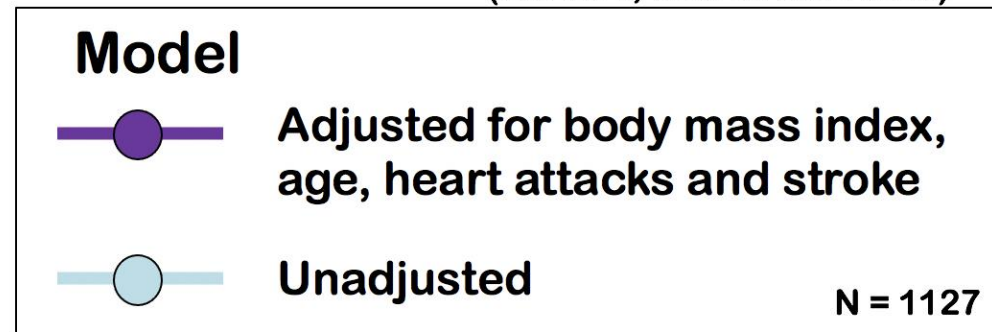 Model
Adjusted for body mass index,
age, heart attacks and stroke
Unadjusted
N = 1127